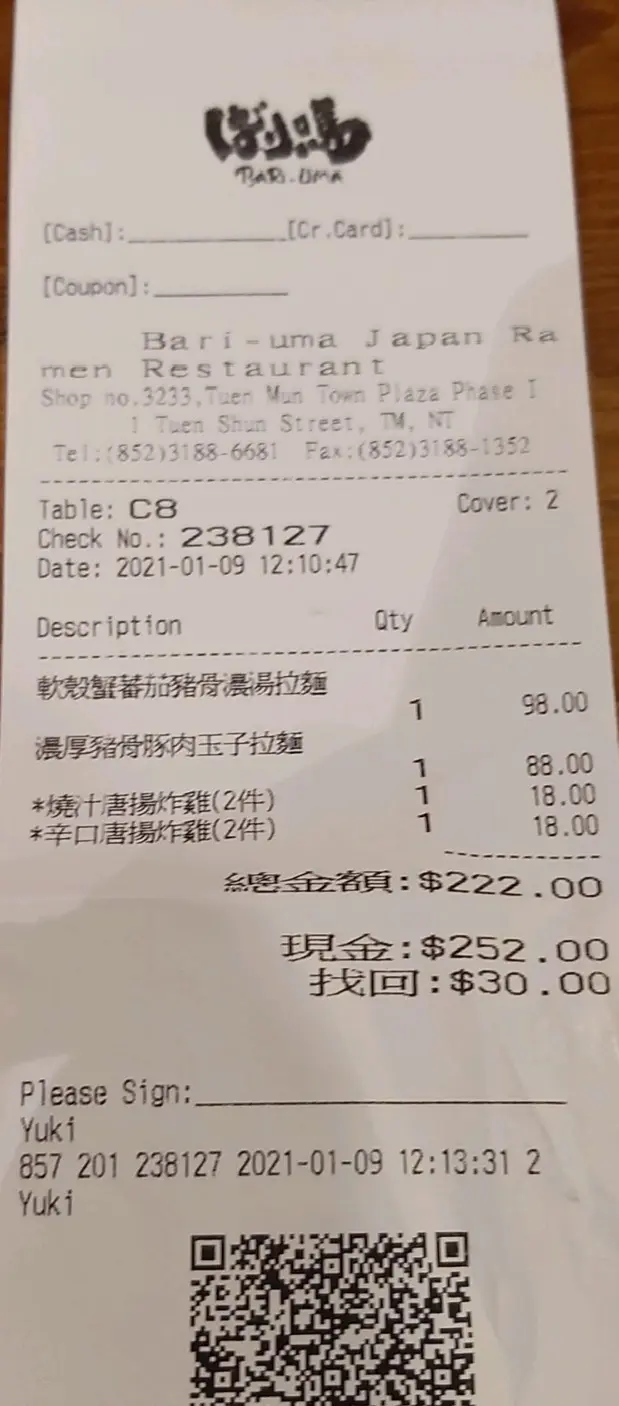 ばり馬
BARI-UMA
[Cash]:____________[Cr.Card]:__________
[Coupon]:___________
Bari-uma Japan Ra
men Restaurant
Shop no.3233,Tuen Mun Town Plaza Phase I
1 Tuen Shun Street, TM, NT
Tel:(852)3188-6681 Fax:(852)3188-1352
Table: C8 Cover: 2
Check No.: 238127
Date: 2021-01-09 12:10:47
Description Qty Amount
軟殼蟹蕃茄豬骨濃湯拉麵
1 98.00
濃厚豬骨豚肉玉子拉麵
1 88.00
*燒汁唐揚炸雞(2件) 1 18.00
*辛口唐揚炸雞(2件) 1 18.00
總金額:$222.00
現金:$252.00
找回:$30.00
Please Sign:______________________
Yuki
857 201 238127 2021-01-09 12:13:31 2
Yuki